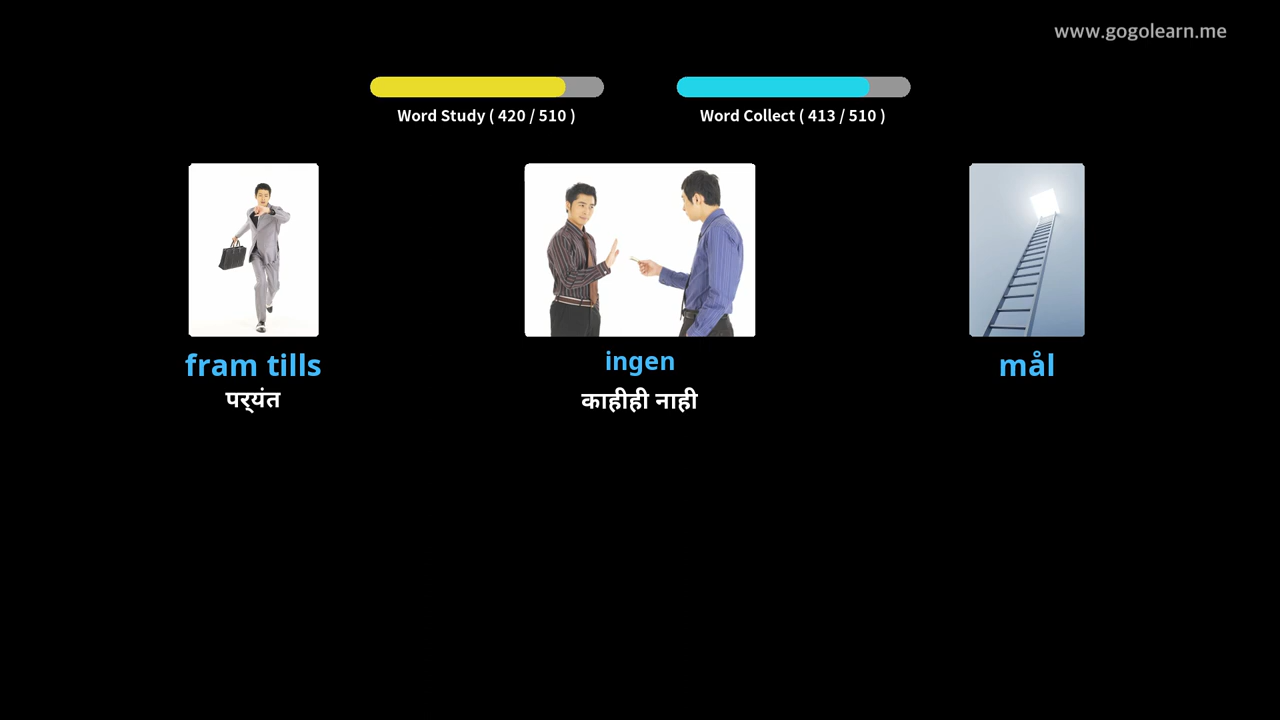 www.gogolearn.me
Word Study ( 420 / 510 )
Word Collect ( 413 / 510 )
fram tills
पर्यंत
ingen
काहीही नाही
mål